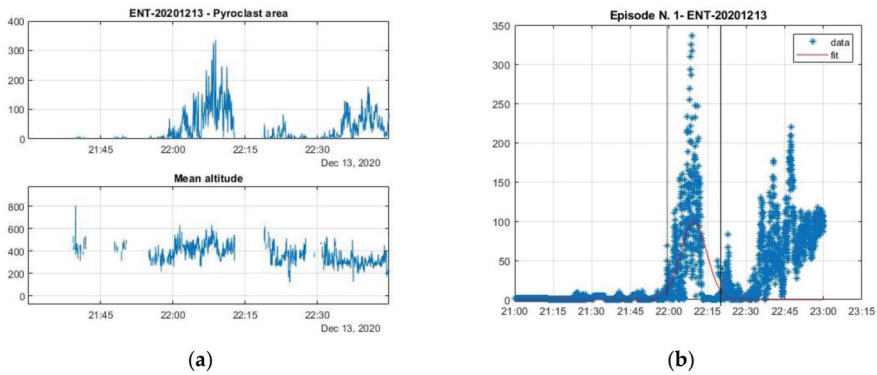 ENT-20201213 - Pyroclast area
400
300
200
100
0
21:45 22:00 22:15 22:30
Dec 13, 2020
Mean altitude
800
600
400
200
0
21:45 22:00 22:15 22:30
Dec 13, 2020
(a)
Episode N. 1- ENT-20201213
data
fit
350
300
250
200
150
100
50
0
21:00 21:15 21:30 21:45 22:00 22:15 22:30 22:45 23:00 23:15
(b)